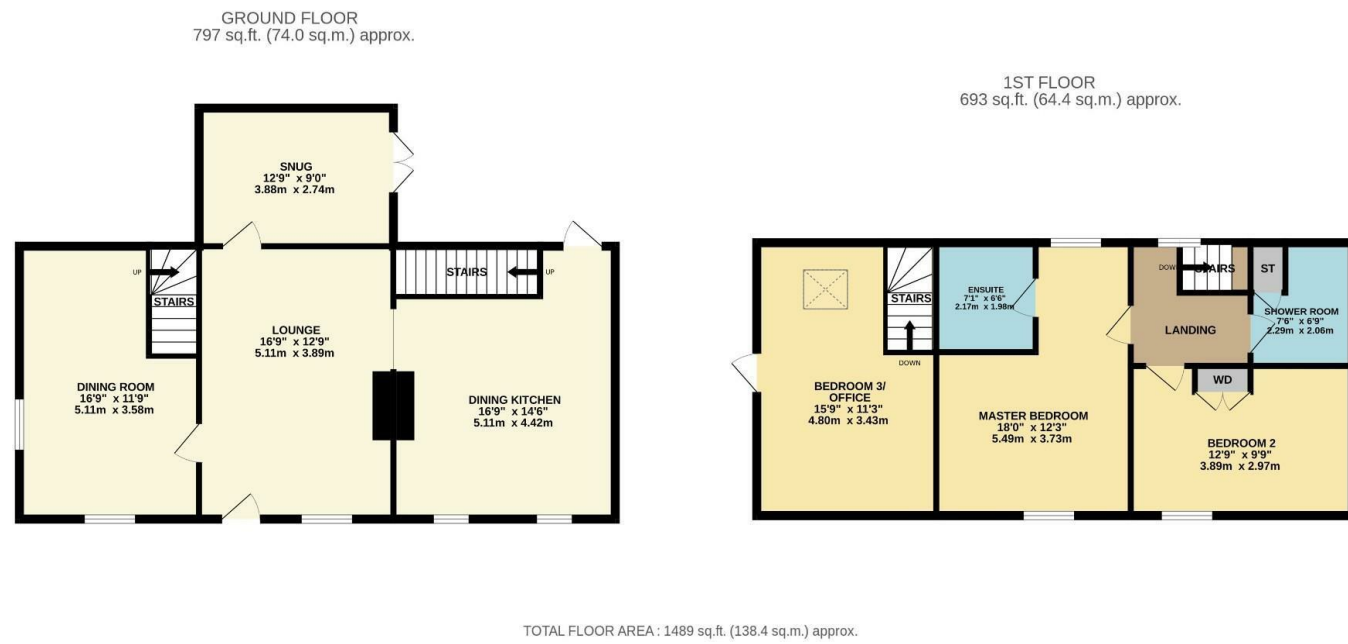 GROUND FLOOR
797 sq.ft. (74.0 sq.m.) approx.
SNUG
12'9" x 9'0"
3.88m x 2.74m
UP
STAIRS
STAIRS
UP
LOUNGE
16'9" x 12'9"
5.11m x 3.89m
DINING ROOM
16'9" x 11'9"
5.11m x 3.58m
DINING KITCHEN
16'9" x 14'6"
5.11m x 4.42m
1ST FLOOR
693 sq.ft. (64.4 sq.m.) approx.
STAIRS
DOWN
ENSUITE
7'1" x 6'6"
2.17m x 1.98m
DOWN
STAIRS
ST
LANDING
SHOWER ROOM
7'6" x 6'9"
2.29m x 2.06m
WD
BEDROOM 3/
OFFICE
15'9" x 11'3"
4.80m x 3.43m
MASTER BEDROOM
18'0" x 12'3"
5.49m x 3.73m
BEDROOM 2
12'9" x 9'9"
3.89m x 2.97m
TOTAL FLOOR AREA : 1489 sq.ft. (138.4 sq.m.) approx.